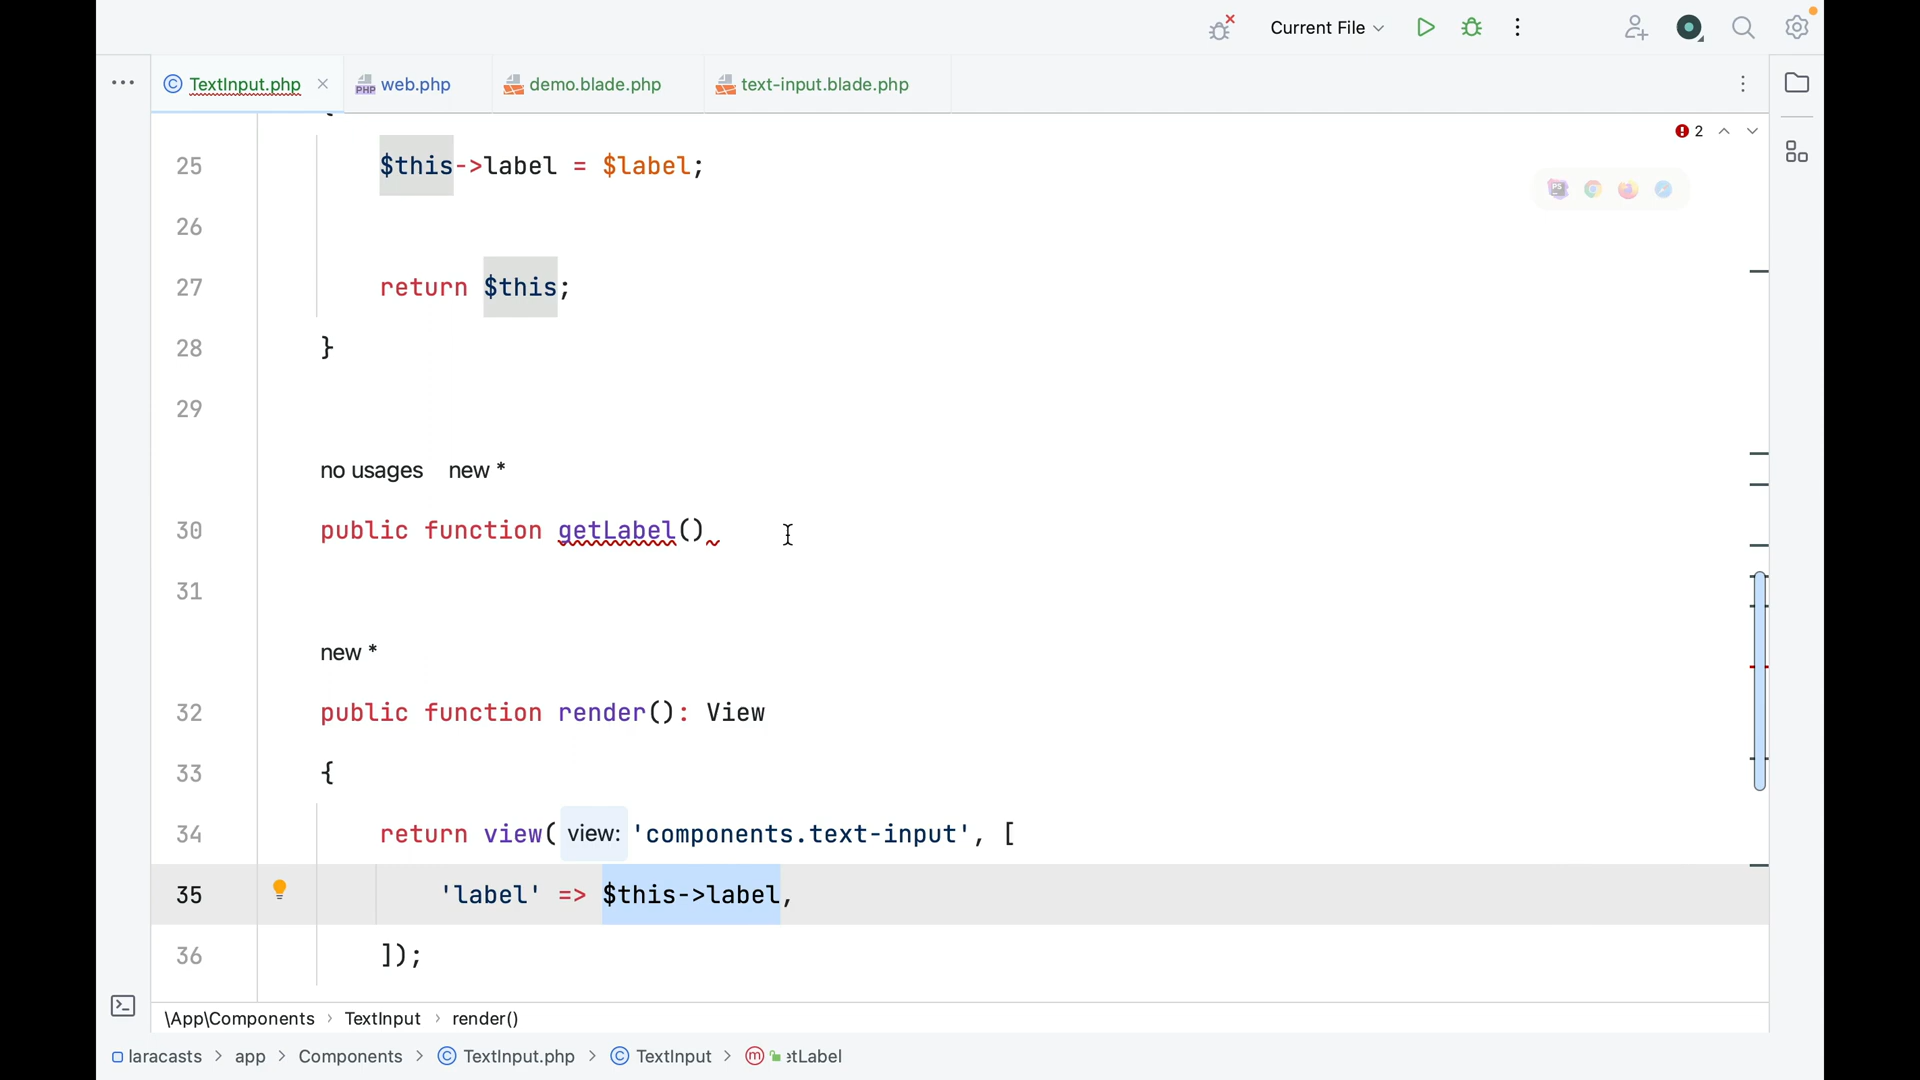 Current File
TextInput.php
web.php
demo.blade.php
text-input.blade.php
2
25 $this->label = $label;
26
27 return $this;
28 }
29
no usages new *
30 public function getLabel()
31
new *
32 public function render(): View
33 {
34 return view( view: 'components.text-input', [
35 'label' => $this->label,
36 ]);
\App\Components › TextInput › render()
laracasts > app > Components > TextInput.php > TextInput > etLabel